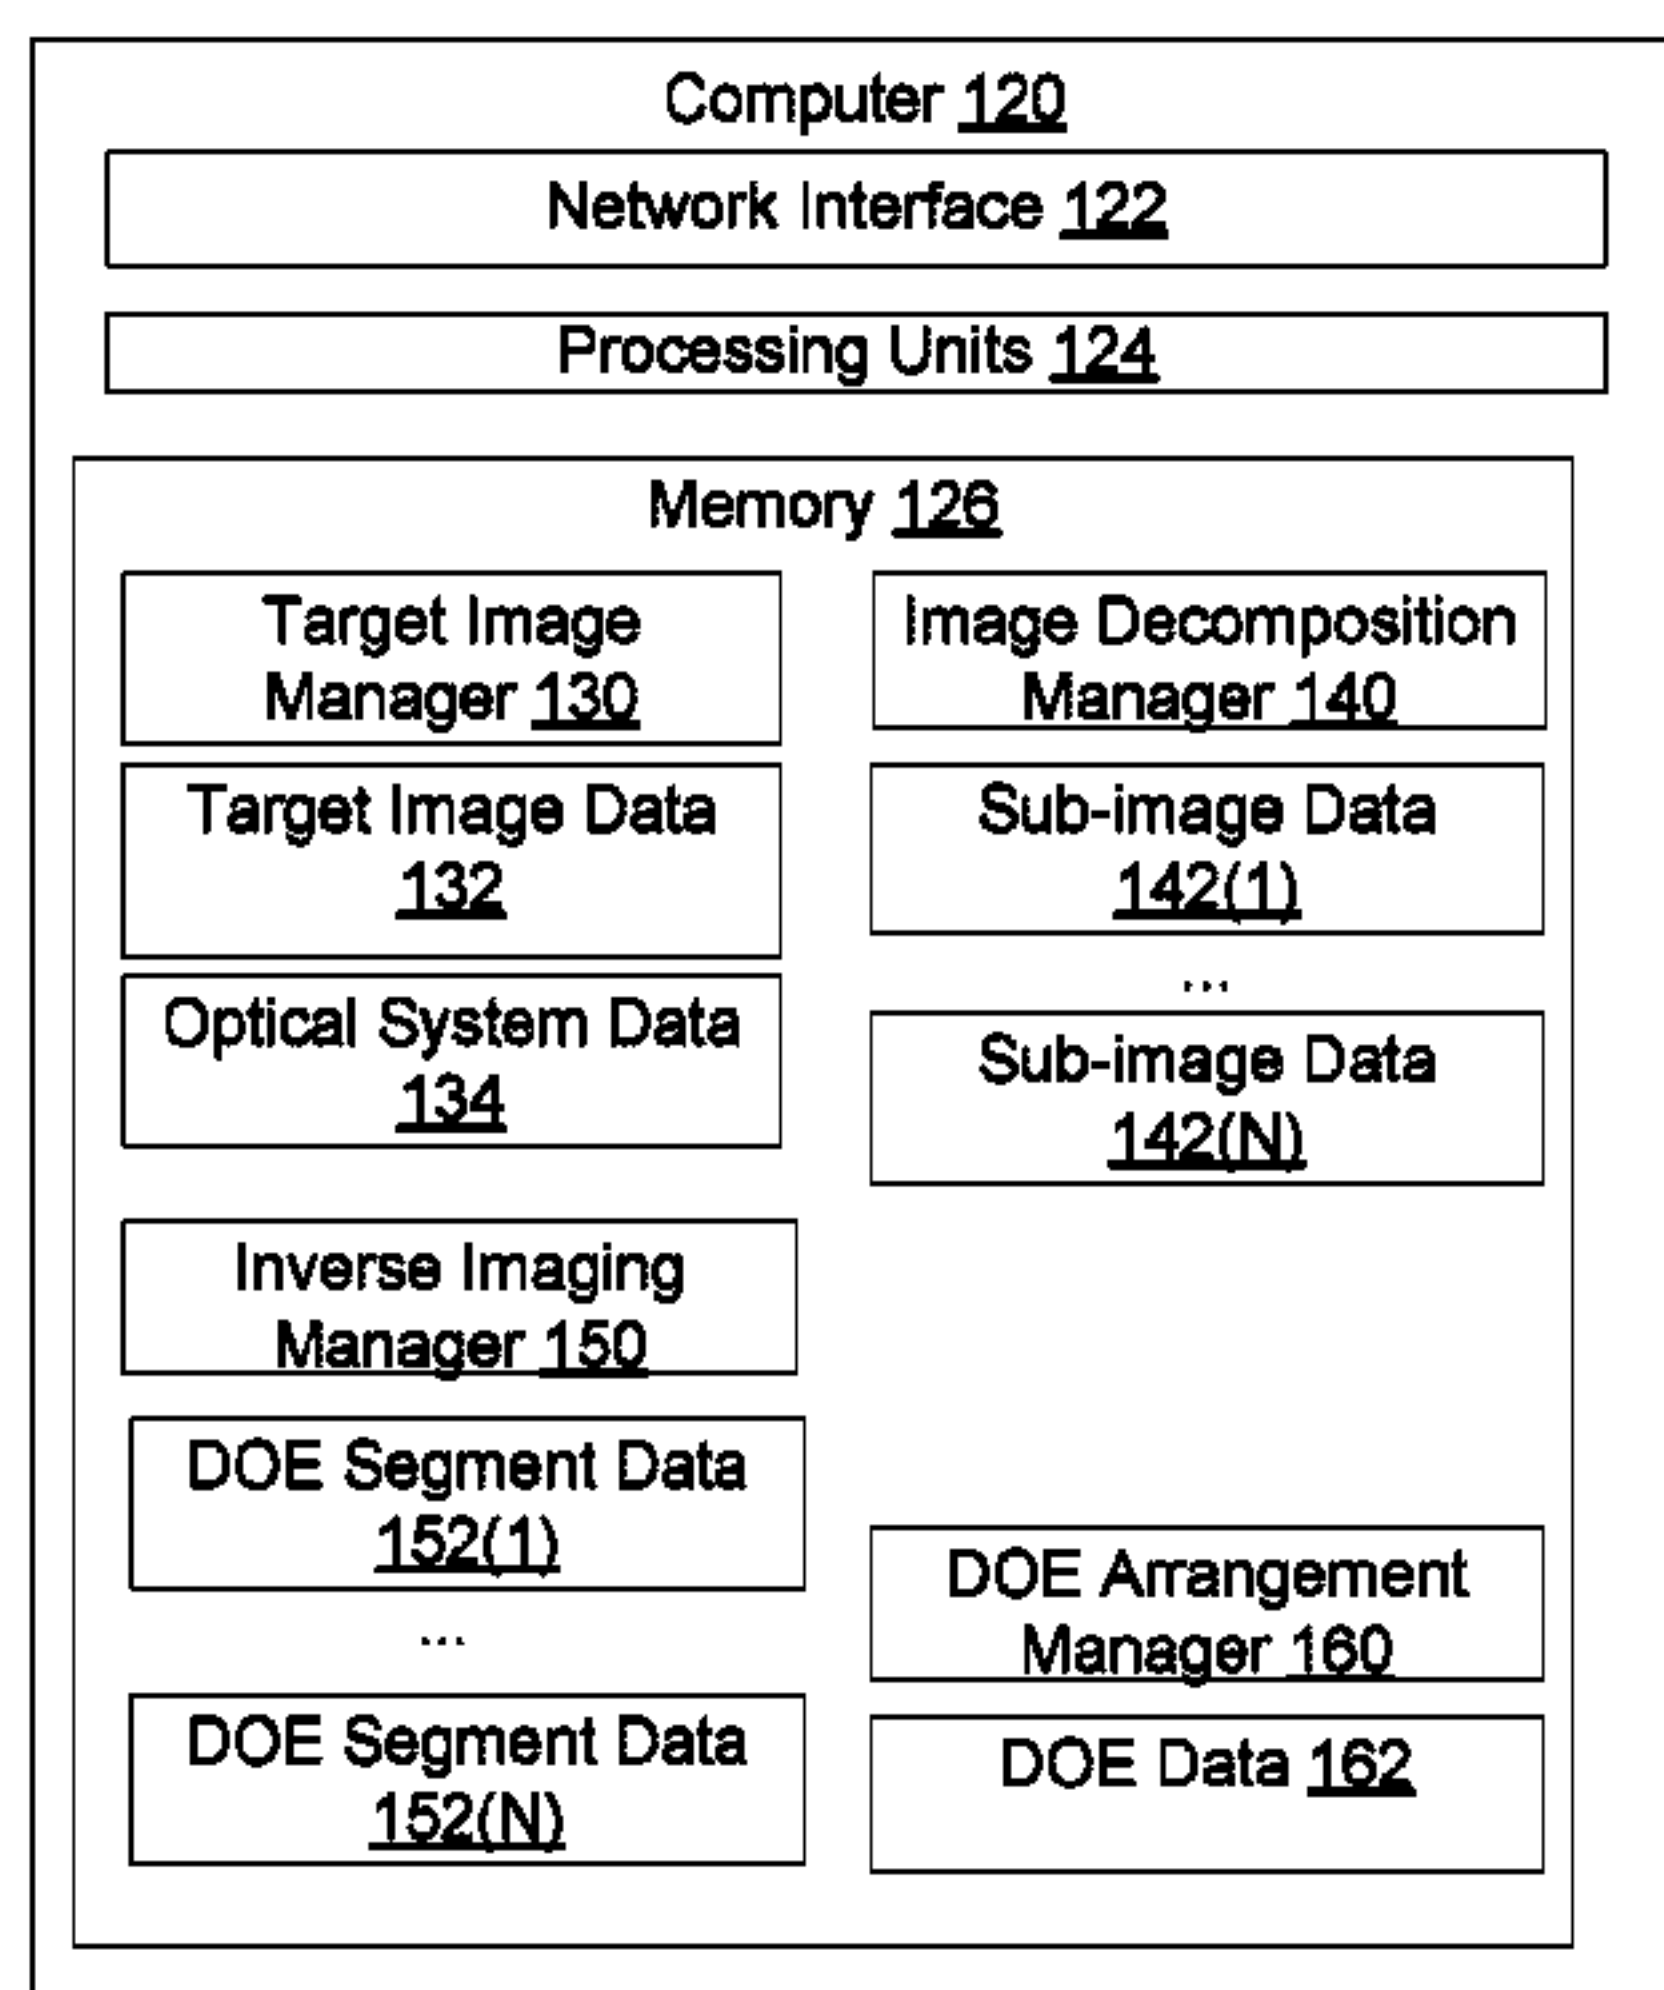 Computer 120
Network Interface 122
Processing Units 124
Memory 126
Target Image
Manager 130
Target Image Data
132
Optical System Data
134
Image Decomposition
Manager 140
Sub-image Data
142(1)
...
Sub-image Data
142(N)
Inverse Imaging
Manager 150
DOE Segment Data
152(1)
...
DOE Segment Data
152(N)
DOE Arrangement
Manager 160
DOE Data 162